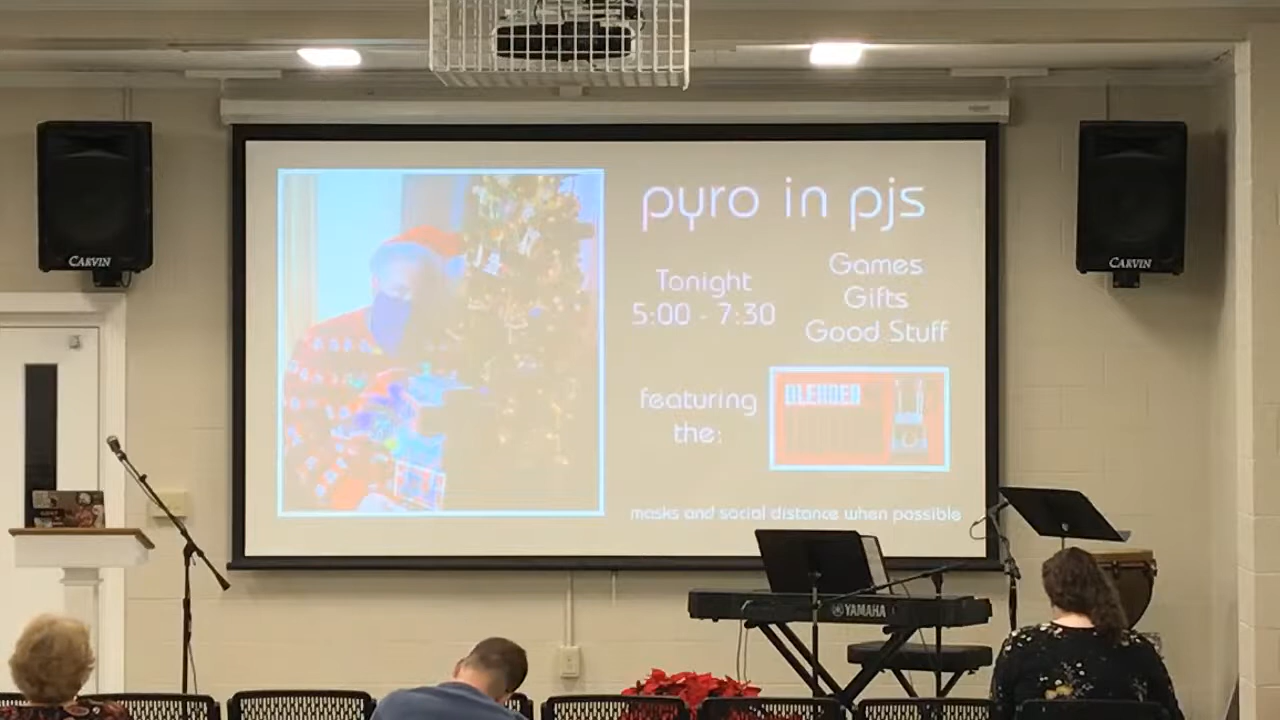 CARVIN
CARVIN
pyro in pjs
Tonight
5:00 - 7:30
Games
Gifts
Good Stuff
featuring
the:
BLENDED
masks and social distance when possible
YAMAHA